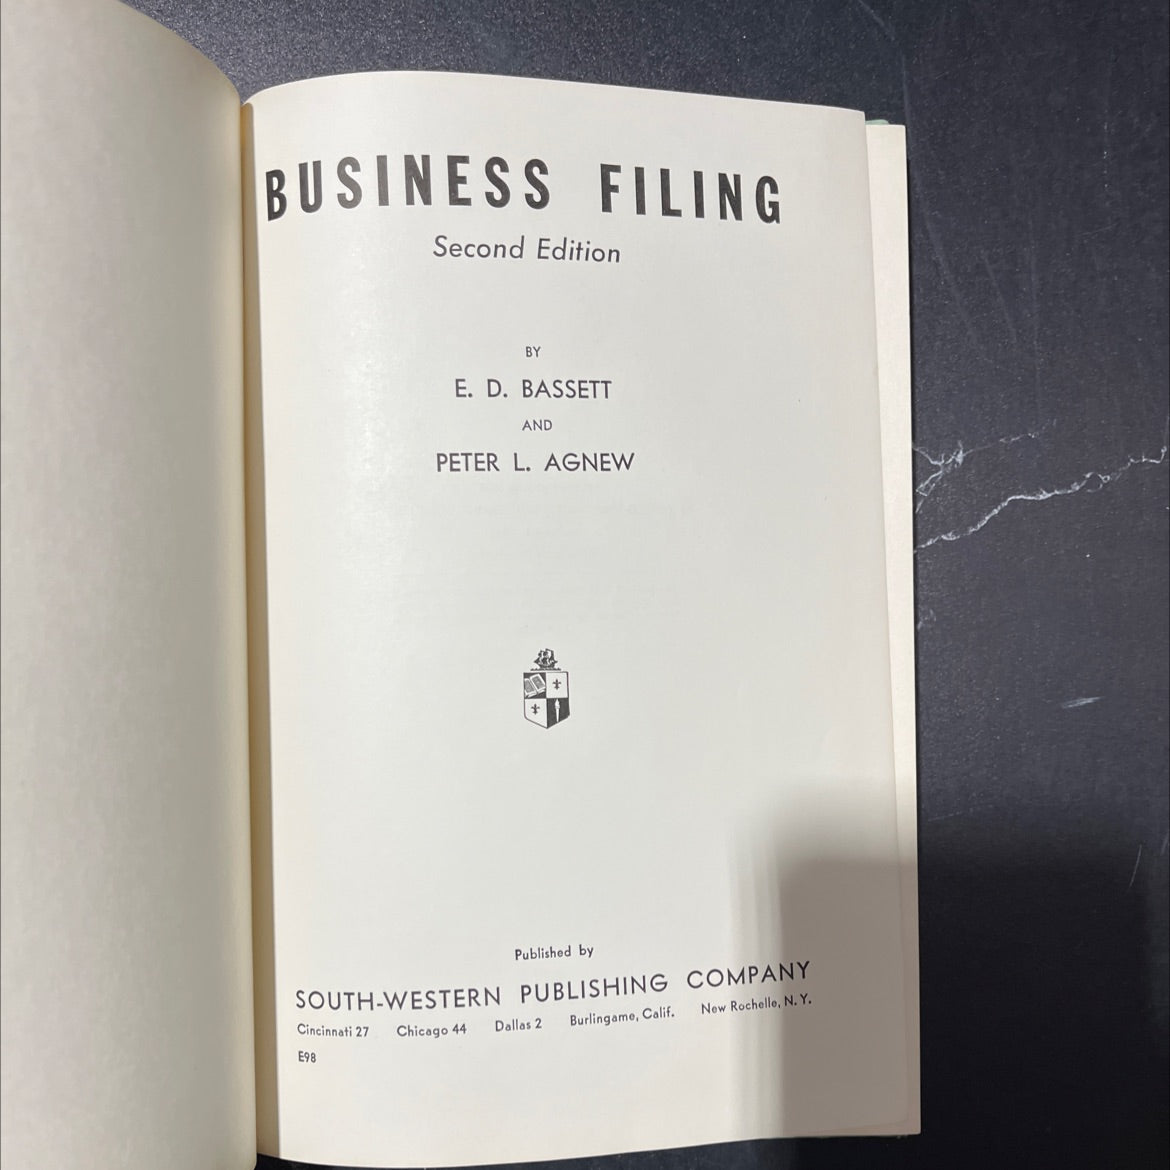 BUSINESS FILING
Second Edition
BY
E. D. BASSETT
AND
PETER L. AGNEW
Published by
SOUTH-WESTERN PUBLISHING COMPANY
Cincinnati 27 Chicago 44 Dallas 2 Burlingame, Calif. New Rochelle, N. Y.
E98